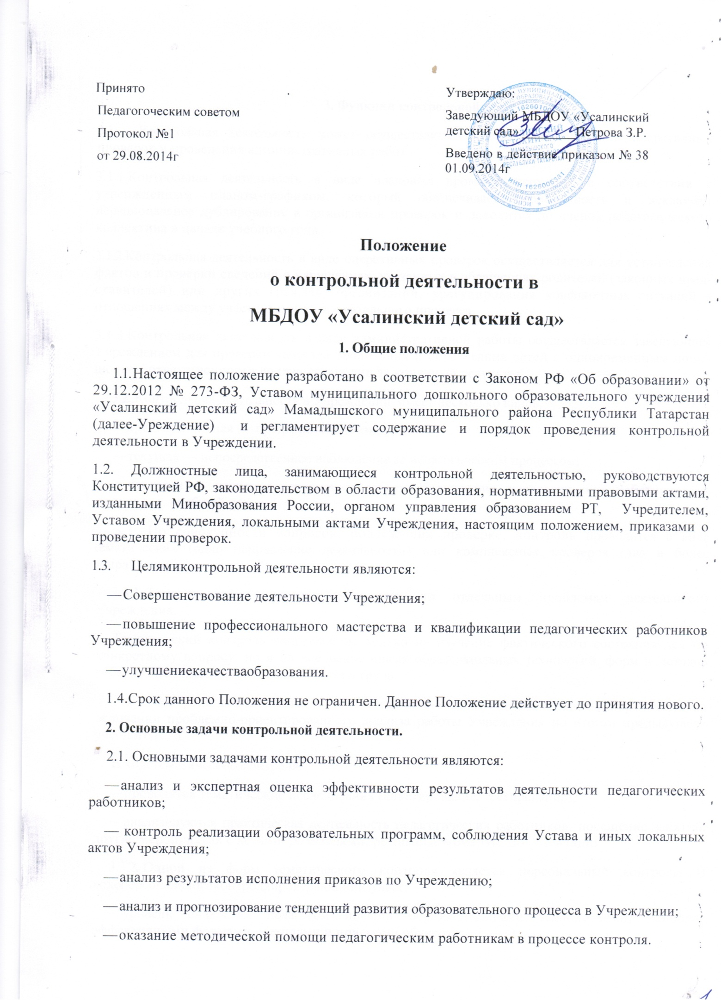 Принято
Педагогоческим советом
Протокол №1
от 29.08.2014г
Утверждаю:
Заведующий МБДОУ «Усалинский
детский сад» ________Петрова З.Р.
Введено в действие приказом № 38
01.09.2014г
ДЕТСКИЙ САД»
МАМАДЫШСКОГО
РЕСПУБЛИКИ ТАТАРСТАН
ИНН 1626005381
Положение
о контрольной деятельности в
МБДОУ «Усалинский детский сад»
1. Общие положения
1.1.Настоящее положение разработано в соответствии с Законом РФ «Об образовании» от
29.12.2012 № 273-ФЗ, Уставом муниципального дошкольного образовательного учреждения
«Усалинский детский сад» Мамадышского муниципального района Республики Татарстан
(далее-Уреждение) и регламентирует содержание и порядок проведения контрольной
деятельности в Учреждении.
1.2. Должностные лица, занимающиеся контрольной деятельностью, руководствуются
Конституцией РФ, законодательством в области образования, нормативными правовыми актами,
изданными Минобразования России, органом управления образованием РТ, Учредителем,
Уставом Учреждения, локальными актами Учреждения, настоящим положением, приказами о
проведении проверок.
1.3. Целямиконтрольной деятельности являются:
—Совершенствование деятельности Учреждения;
—повышение профессионального мастерства и квалификации педагогических работников
Учреждения;
—улучшениекачестваобразования.
1.4.Срок данного Положения не ограничен. Данное Положение действует до принятия нового.
2. Основные задачи контрольной деятельности.
2.1. Основными задачами контрольной деятельности являются:
—анализ и экспертная оценка эффективности результатов деятельности педагогических
работников;
— контроль реализации образовательных программ, соблюдения Устава и иных локальных
актов Учреждения;
—анализ результатов исполнения приказов по Учреждению;
—анализ и прогнозирование тенденций развития образовательного процесса в Учреждении;
—оказание методической помощи педагогическим работникам в процессе контроля.
1